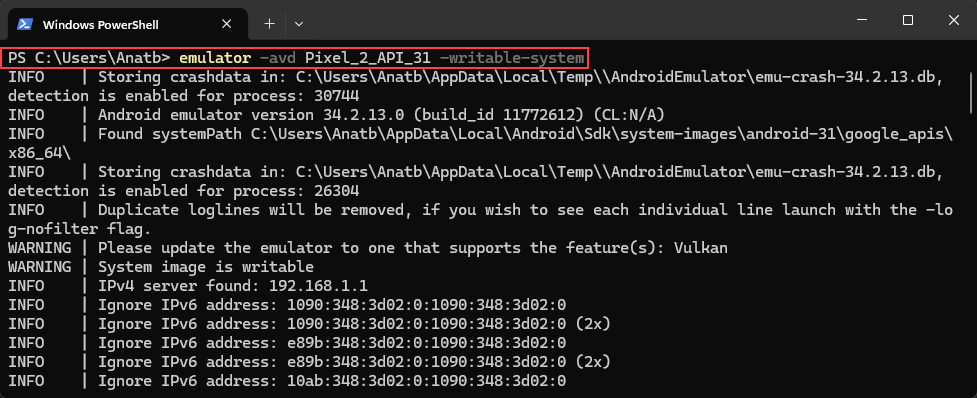 Windows PowerShell
PS C:\Users\Anatb> emulator -avd Pixel_2_API_31 -writable-system
INFO    | Storing crashdata in: C:\Users\Anatb\AppData\Local\Temp\\AndroidEmulator\emu-crash-34.2.13.db,
detection is enabled for process: 30744
INFO    | Android emulator version 34.2.13.0 (build_id 11772612) (CL:N/A)
INFO    | Found systemPath C:\Users\Anatb\AppData\Local\Android\Sdk\system-images\android-31\google_apis\
x86_64\
INFO    | Storing crashdata in: C:\Users\Anatb\AppData\Local\Temp\\AndroidEmulator\emu-crash-34.2.13.db,
detection is enabled for process: 26304
INFO    | Duplicate loglines will be removed, if you wish to see each individual line launch with the -lo
g-nofilter flag.
WARNING | Please update the emulator to one that supports the feature(s): Vulkan
WARNING | System image is writable
INFO    | IPv4 server found: 192.168.1.1
INFO    | Ignore IPv6 address: 1090:348:3d02:0:1090:348:3d02:0
INFO    | Ignore IPv6 address: 1090:348:3d02:0:1090:348:3d02:0 (2x)
INFO    | Ignore IPv6 address: e89b:348:3d02:0:1090:348:3d02:0
INFO    | Ignore IPv6 address: e89b:348:3d02:0:1090:348:3d02:0 (2x)
INFO    | Ignore IPv6 address: 10ab:348:3d02:0:1090:348:3d02:0